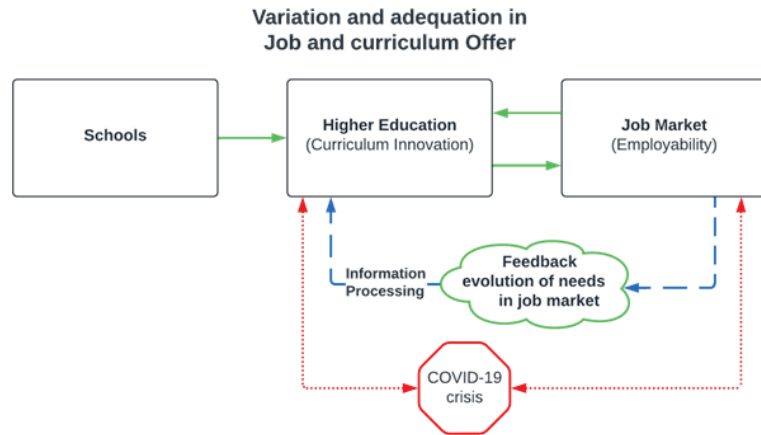 Variation and adequation in
Job and curriculum Offer
Schools
Higher Education
(Curriculum Innovation)
Job Market
(Employability)
Information
Processing
Feedback
evolution of needs
in job market
COVID-19
crisis